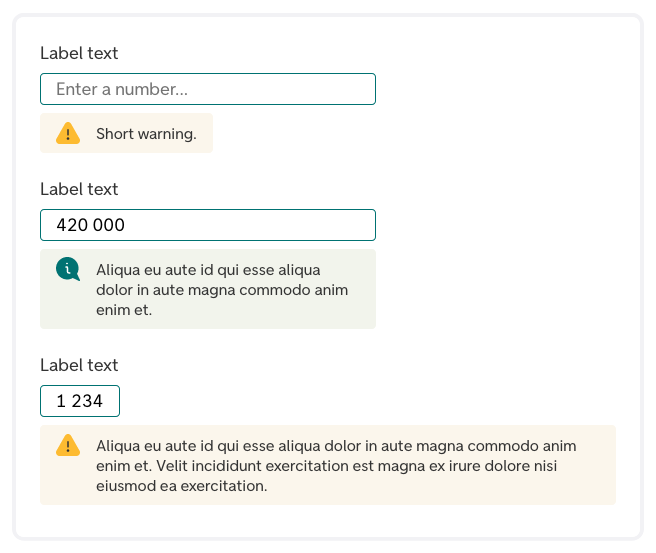 Label text
Enter a number...
Short warning.
Label text
420 000
Aliqua eu aute id qui esse aliqua
dolor in aute magna commodo anim
enim et.
Label text
1 234
Aliqua eu aute id qui esse aliqua dolor in aute magna commodo anim
enim et. Velit incididunt exercitation est magna ex irure dolore nisi
eiusmod ea exercitation.